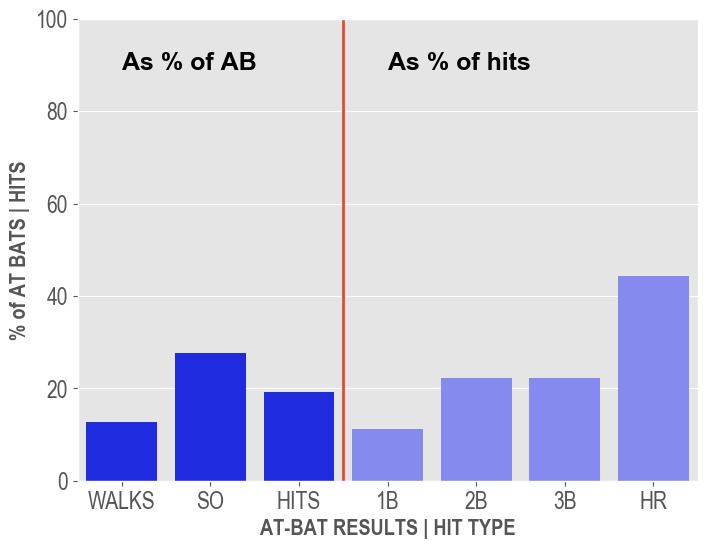 As % of AB
As % of hits
100
80
60
40
20
0
% of AT BATS | HITS
WALKS SO HITS 1B 2B 3B HR
AT-BAT RESULTS | HIT TYPE